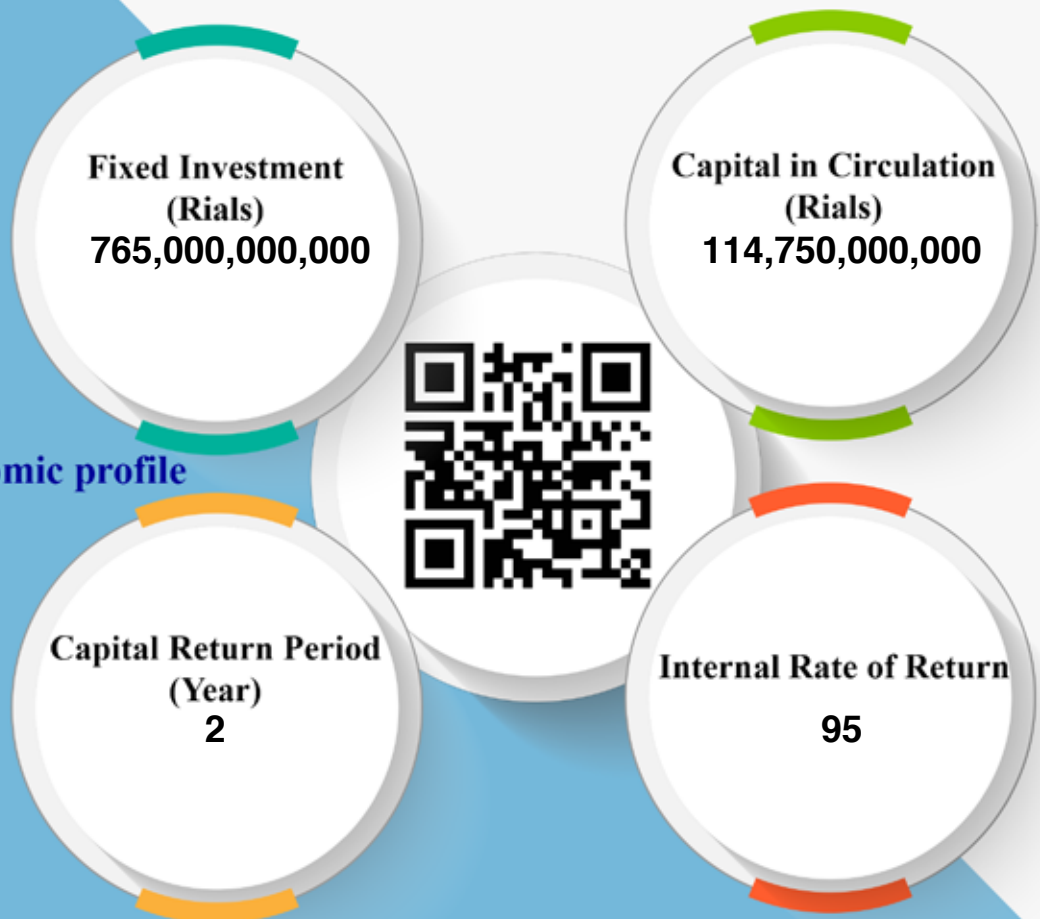 Fixed Investment
(Rials)
765,000,000,000
Capital in Circulation
(Rials)
114,750,000,000
profile
Capital Return Period
(Year)
2
Internal Rate of Return
95